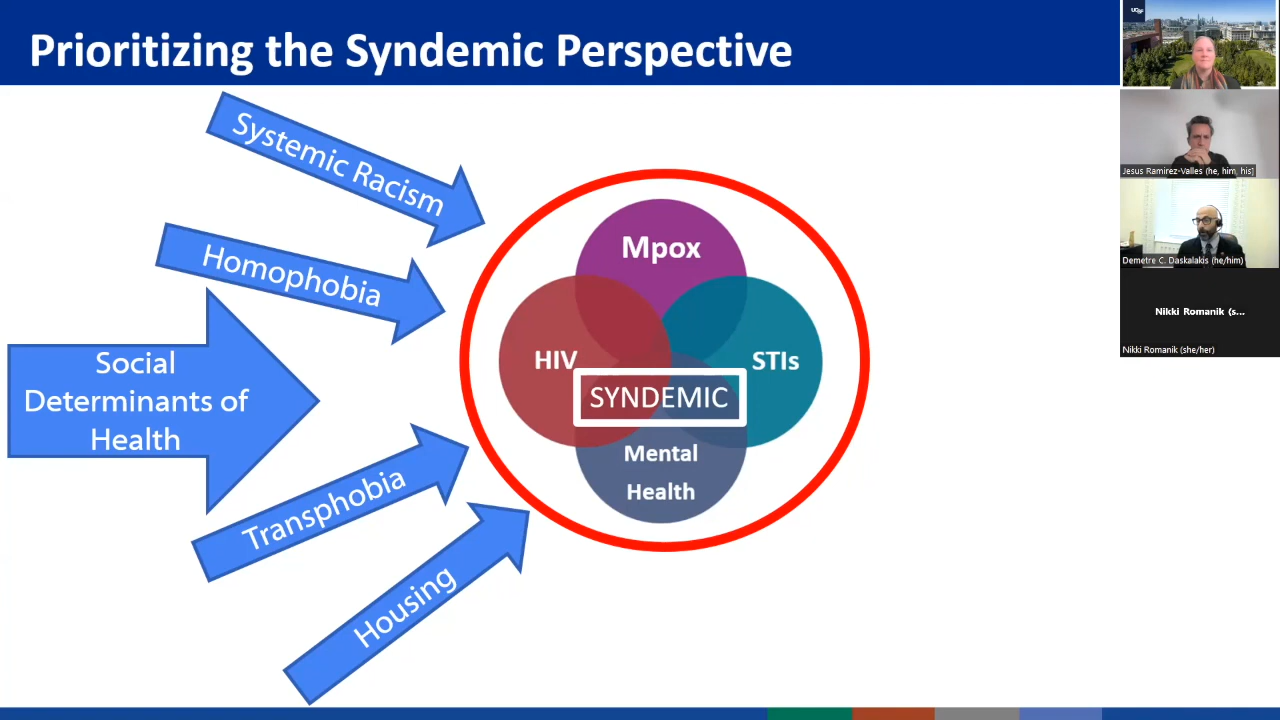 Prioritizing the Syndemic Perspective
Systemic Racism
Homophobia
Social
Determinants of
Health
Transphobia
Housing
Mpox
HIV
STIs
SYNDEMIC
Mental
Health
UCSF
Jesus Ramirez-Valles (he, him, his]
Demetre C. Daskalakis (he/him)
Nikki Romanik (s...
Nikki Romanik (she/her)